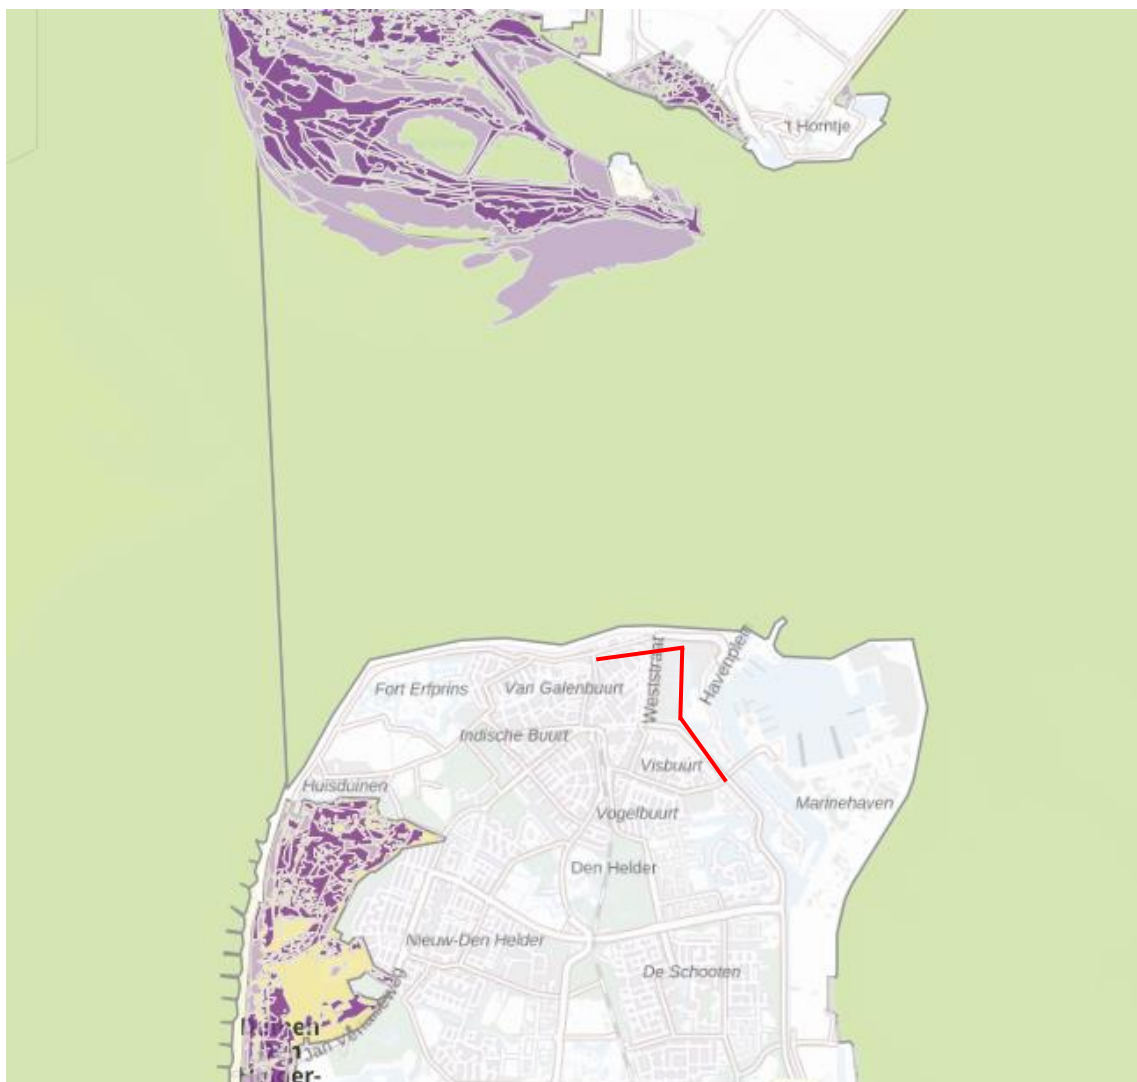 't Horntje
Fort Erfprins
Van Galenbuurt
Weststraat
Havenplein
Indische Buurt
Visbuurt
Huisduinen
Marinehaven
Vogelbuurt
Den Helder
Nieuw-Den Helder
De Schooten